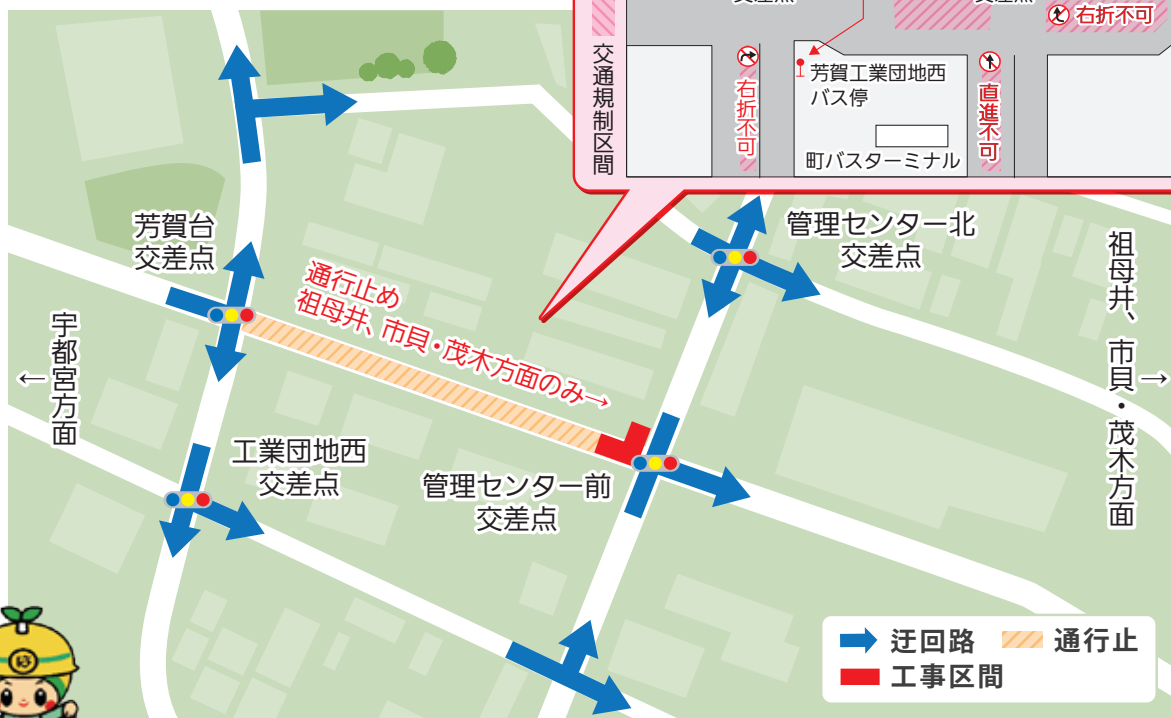 右折不可
交通規制区間
右折不可
芳賀工業団地西
バス停
直進不可
町バスターミナル
芳賀台
交差点
管理センター北
交差点
通行止め
祖母井、市貝・茂木方面のみ→
←宇都宮方面
祖母井、市貝・茂木方面→
工業団地西
交差点
管理センター前
交差点
迂回路
通行止
工事区間